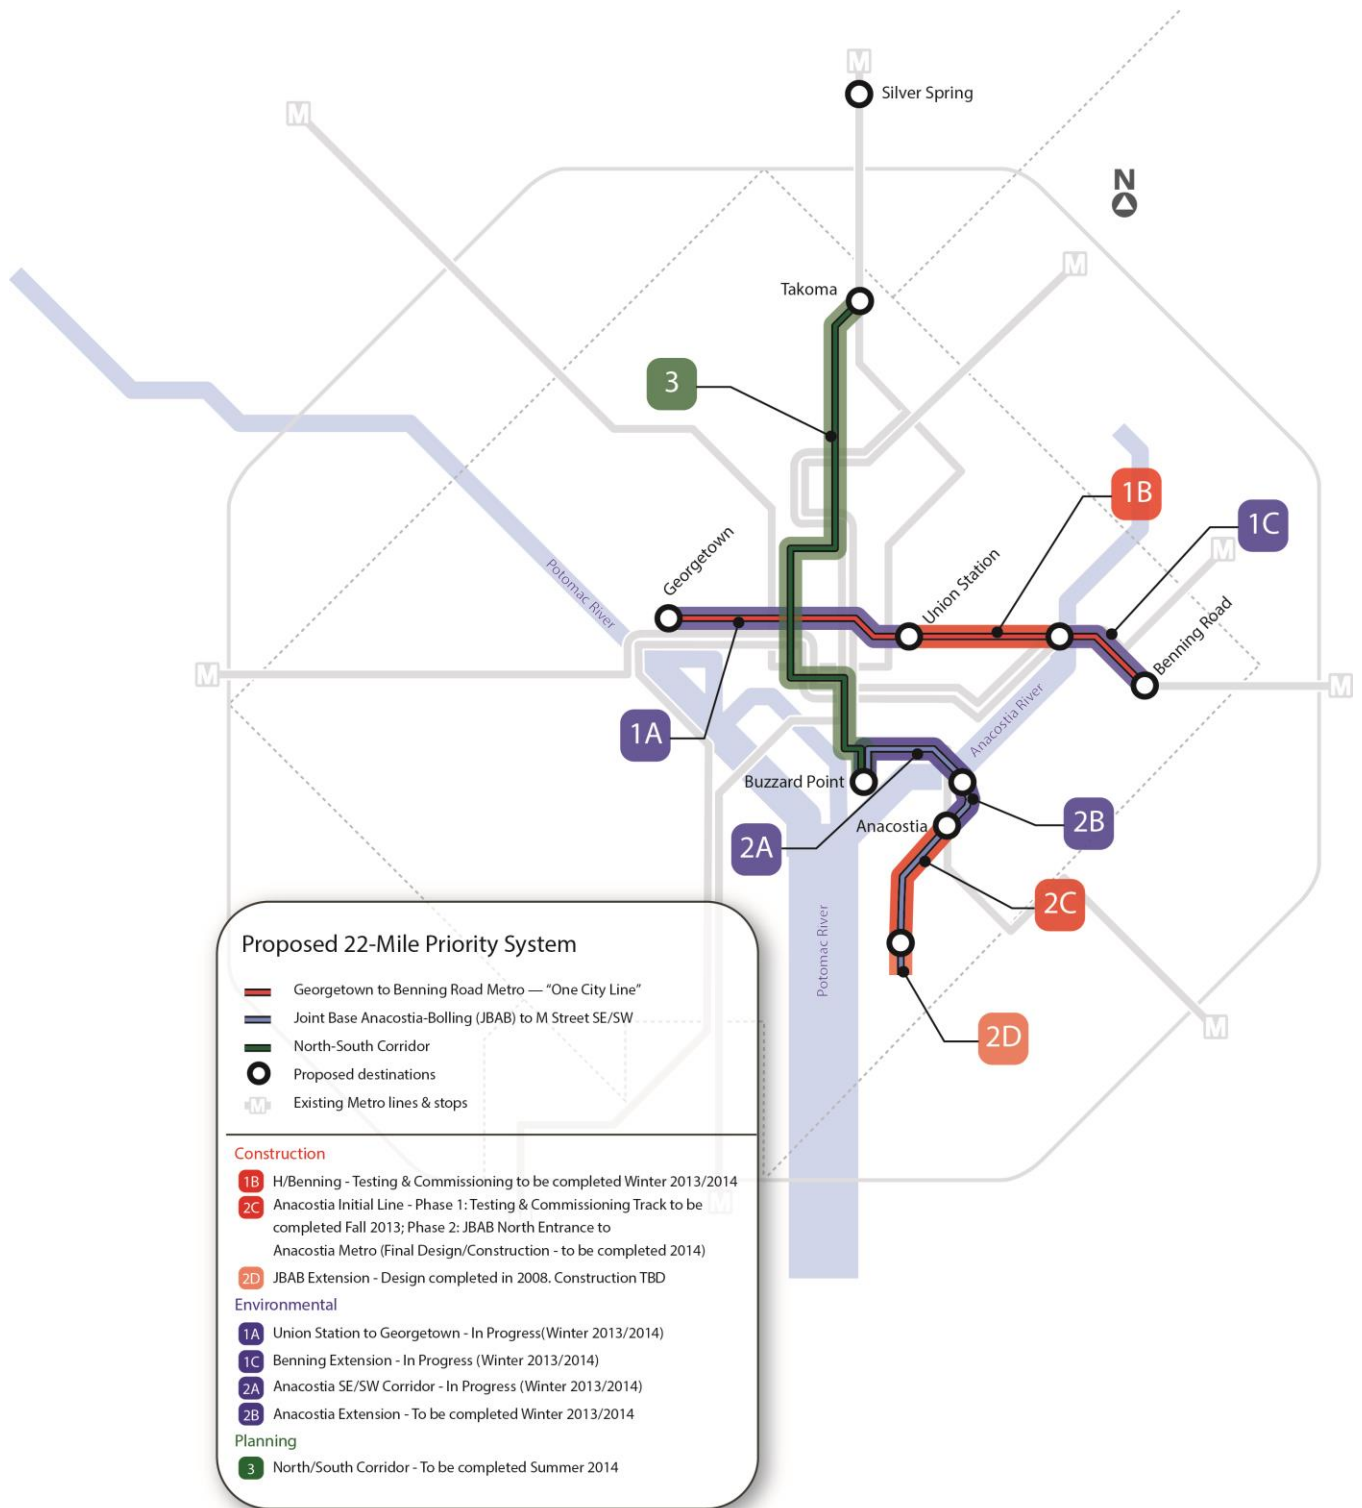 M
Silver Spring
M
N
M
Takoma
3
1B
1C
M
Georgetown
Union Station
Potomac River
Benning Road
M
M
1A
Anacostia River
Buzzard Point
2A
Anacostia
2B
2C
Potomac River
M
2D
M
Proposed 22-Mile Priority System
Georgetown to Benning Road Metro — “One City Line”
Joint Base Anacostia-Bolling (JBAB) to M Street SE/SW
North-South Corridor
Proposed destinations
M Existing Metro lines & stops
Construction
1B H/Benning - Testing & Commissioning to be completed Winter 2013/2014
2C Anacostia Initial Line - Phase 1: Testing & Commissioning Track to be
completed Fall 2013; Phase 2: JBAB North Entrance to
Anacostia Metro (Final Design/Construction - to be completed 2014)
2D JBAB Extension - Design completed in 2008. Construction TBD
Environmental
1A Union Station to Georgetown - In Progress(Winter 2013/2014)
1C Benning Extension - In Progress (Winter 2013/2014)
2A Anacostia SE/SW Corridor - In Progress (Winter 2013/2014)
2B Anacostia Extension - To be completed Winter 2013/2014
Planning
3 North/South Corridor - To be completed Summer 2014